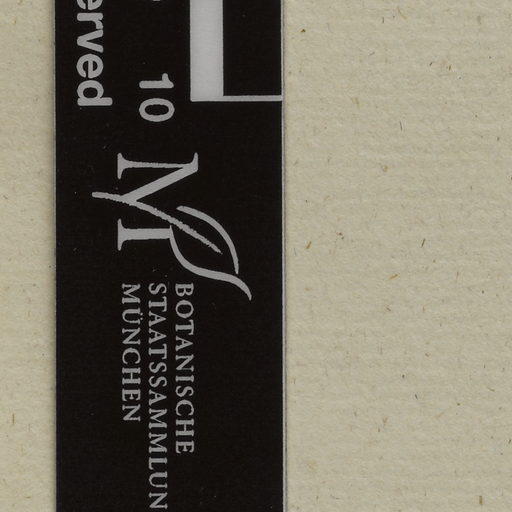 erved
10
M
BOTANISCHE
STAATSSAMMLUN
MÜNCHEN